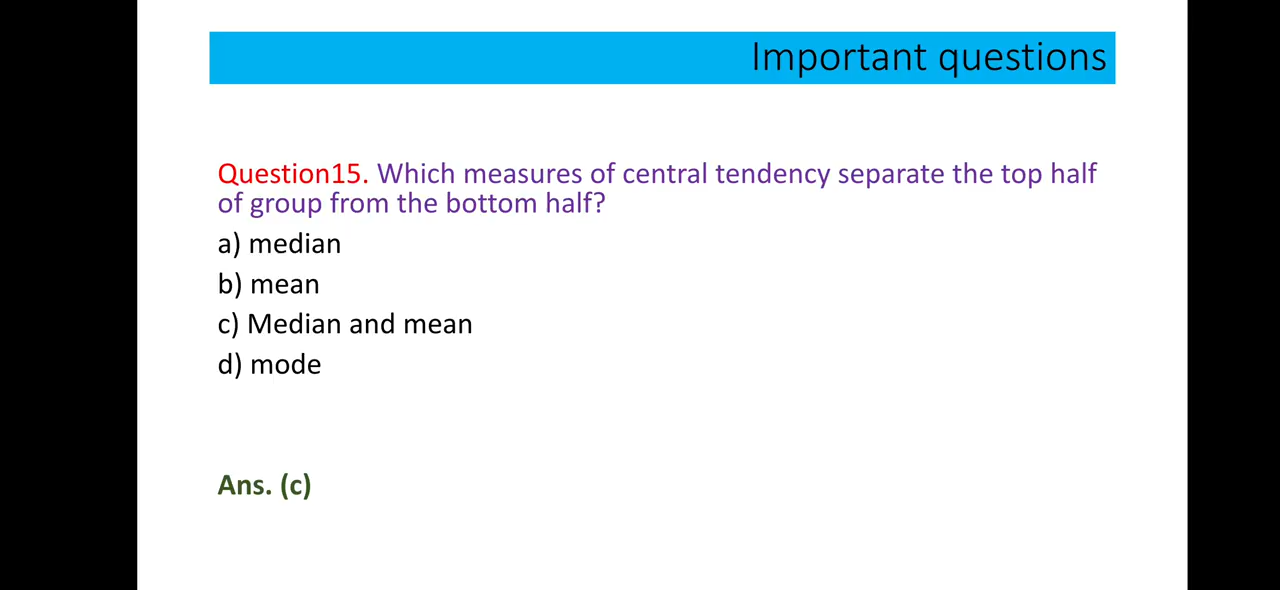 Important questions
Question15. Which measures of central tendency separate the top half
of group from the bottom half?
a) median
b) mean
c) Median and mean
d) mode
Ans. (c)